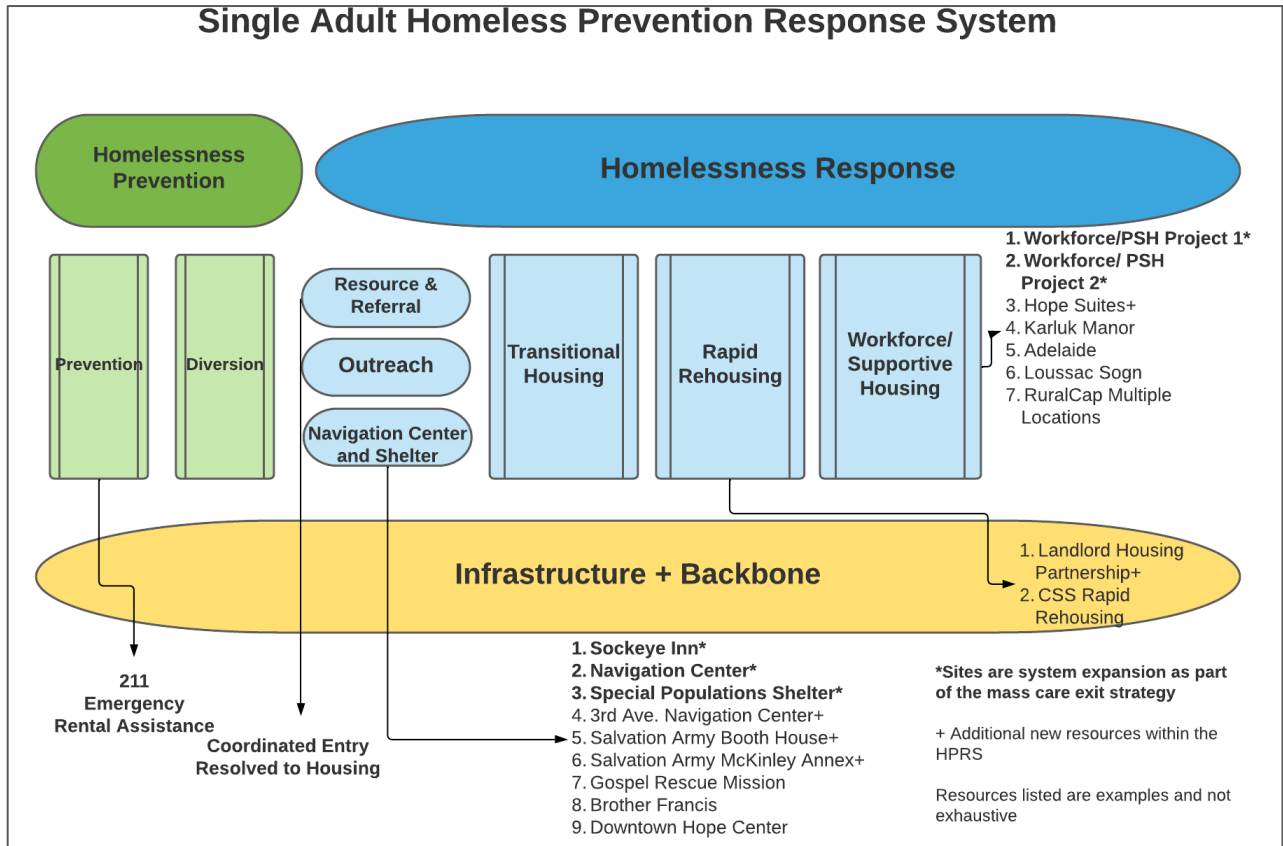 Single Adult Homeless Prevention Response System
Homelessness
Prevention
Homelessness Response
Prevention
Diversion
Resource &
Referral
Outreach
Navigation Center
and Shelter
Transitional
Housing
Rapid
Rehousing
Workforce/
Supportive
Housing
1. Workforce/PSH Project 1*
2. Workforce/ PSH
Project 2*
3. Hope Suites+
4. Karluk Manor
5. Adelaide
6. Loussac Sogn
7. RuralCap Multiple
Locations
Infrastructure + Backbone
1. Landlord Housing
Partnership+
2. CSS Rapid
Rehousing
211
Emergency
Rental Assistance
Coordinated Entry
Resolved to Housing
1. Sockeye Inn*
2. Navigation Center*
3. Special Populations Shelter*
4. 3rd Ave. Navigation Center+
5. Salvation Army Booth House+
6. Salvation Army McKinley Annex+
7. Gospel Rescue Mission
8. Brother Francis
9. Downtown Hope Center
*Sites are system expansion as part
of the mass care exit strategy
+ Additional new resources within the
HPRS
Resources listed are examples and not
exhaustive